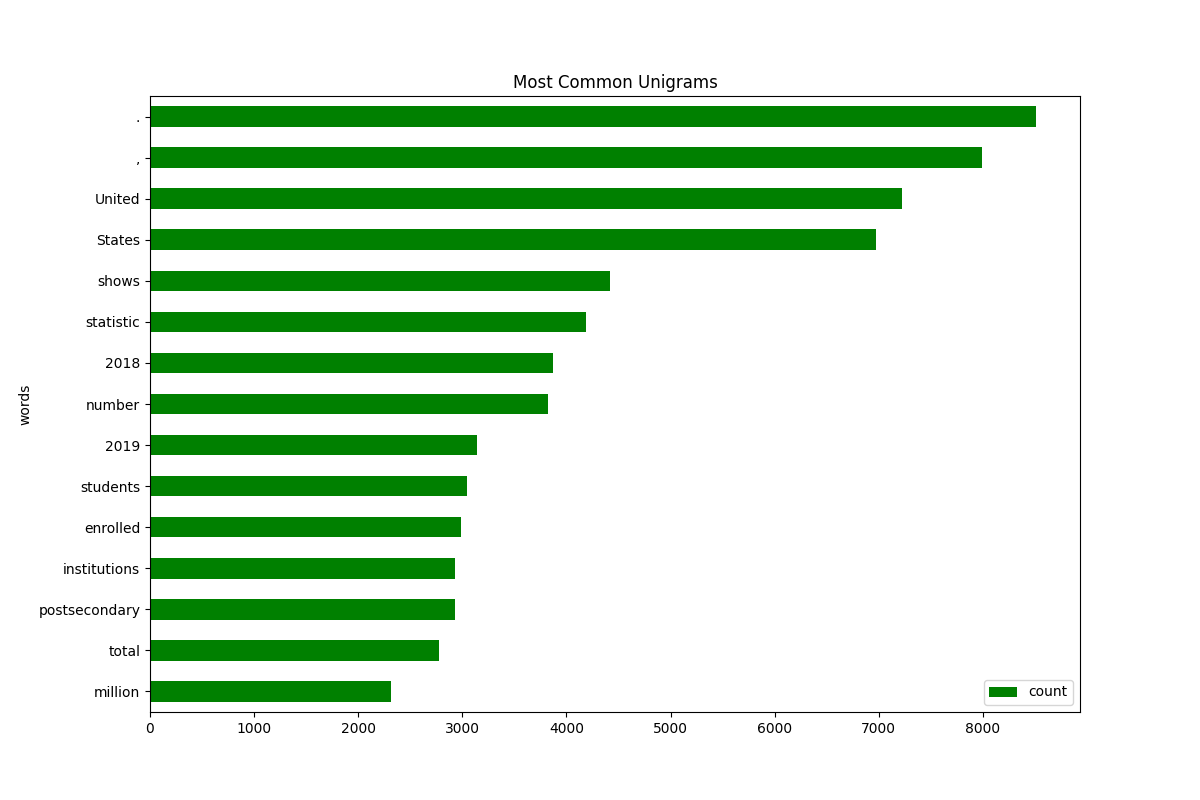 Most Common Unigrams
.
,
United
States
shows
statistic
2018
number
2019
students
enrolled
institutions
postsecondary
total
million
words
count
0 1000 2000 3000 4000 5000 6000 7000 8000